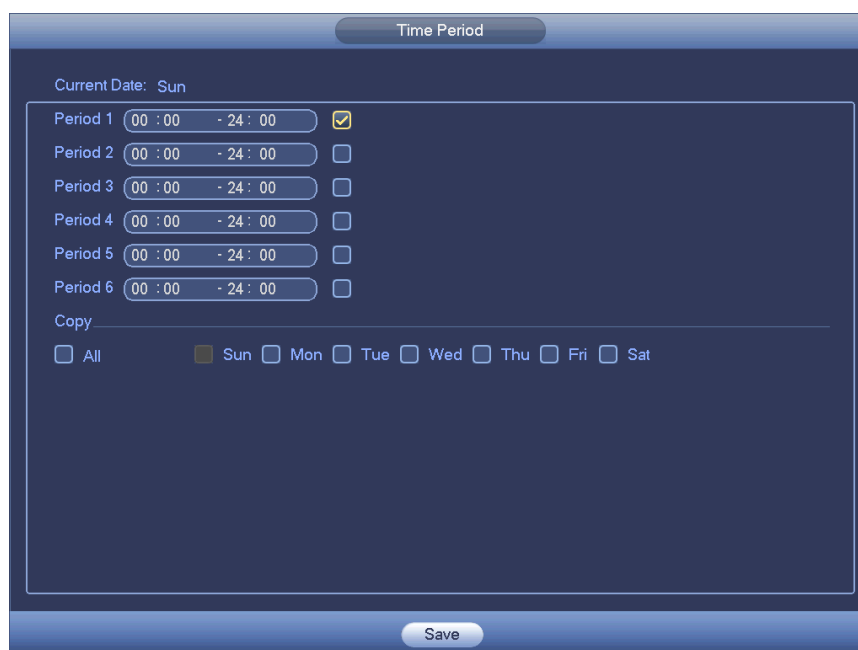 Time Period
Current Date: Sun
Period 1 00 :00 - 24: 00
Period 2 00 :00 - 24: 00
Period 3 00 :00 - 24: 00
Period 4 00 :00 - 24: 00
Period 5 00 :00 - 24: 00
Period 6 00 :00 - 24: 00
Copy
All Sun Mon Tue Wed Thu Fri Sat
Save